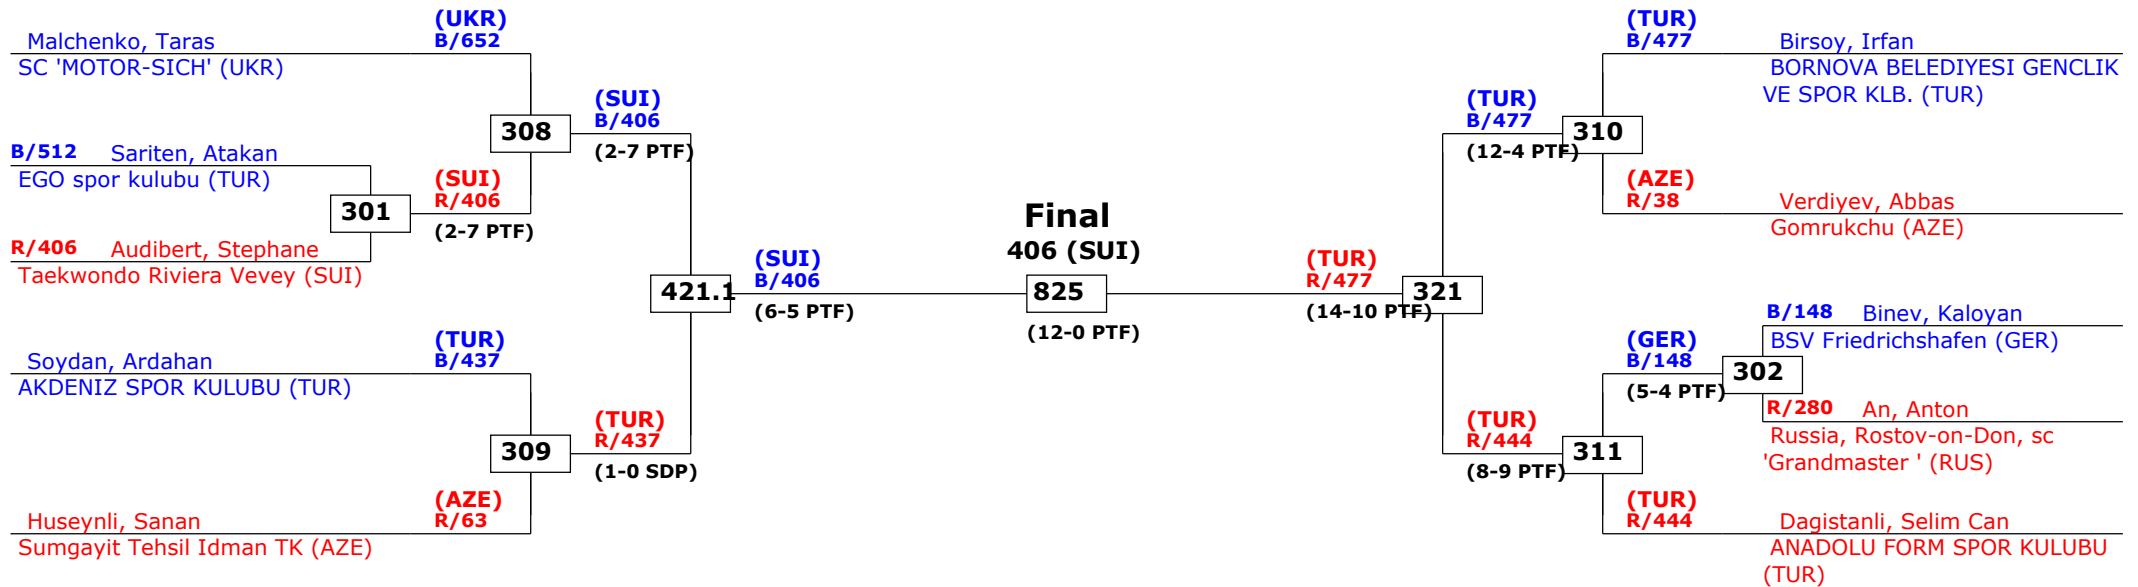 (UKR)
B/652
Malchenko, Taras
SC 'MOTOR-SICH' (UKR)
308
(SUI)
B/406
(2-7 PTF)
B/512 Sariten, Atakan
EGO spor kulubu (TUR)
301
(SUI)
R/406
(2-7 PTF)
R/406 Audibert, Stephane
Taekwondo Riviera Vevey (SUI)
421.1
(SUI)
B/406
(6-5 PTF)
Soydan, Ardahan
AKDENIZ SPOR KULUBU (TUR)
(TUR)
B/437
309
(TUR)
R/437
(1-0 SDP)
Huseynli, Sanan
Sumgayit Tehsil Idman TK (AZE)
(AZE)
R/63
Final
406 (SUI)
825
(12-0 PTF)
(TUR)
R/477
(14-10 PTF)
321
(TUR)
B/477
(12-4 PTF)
310
(TUR)
B/477
Birsoy, Irfan
BORNOVA BELEDIYESI GENCLIK
VE SPOR KLB. (TUR)
(AZE)
R/38
Verdiyev, Abbas
Gomrukchu (AZE)
B/148 Binev, Kaloyan
BSV Friedrichshafen (GER)
(GER)
B/148
(5-4 PTF)
302
R/280 An, Anton
Russia, Rostov-on-Don, sc
'Grandmaster ' (RUS)
(TUR)
R/444
(8-9 PTF)
311
(TUR)
R/444
Dagistanli, Selim Can
ANADOLU FORM SPOR KULUBU
(TUR)